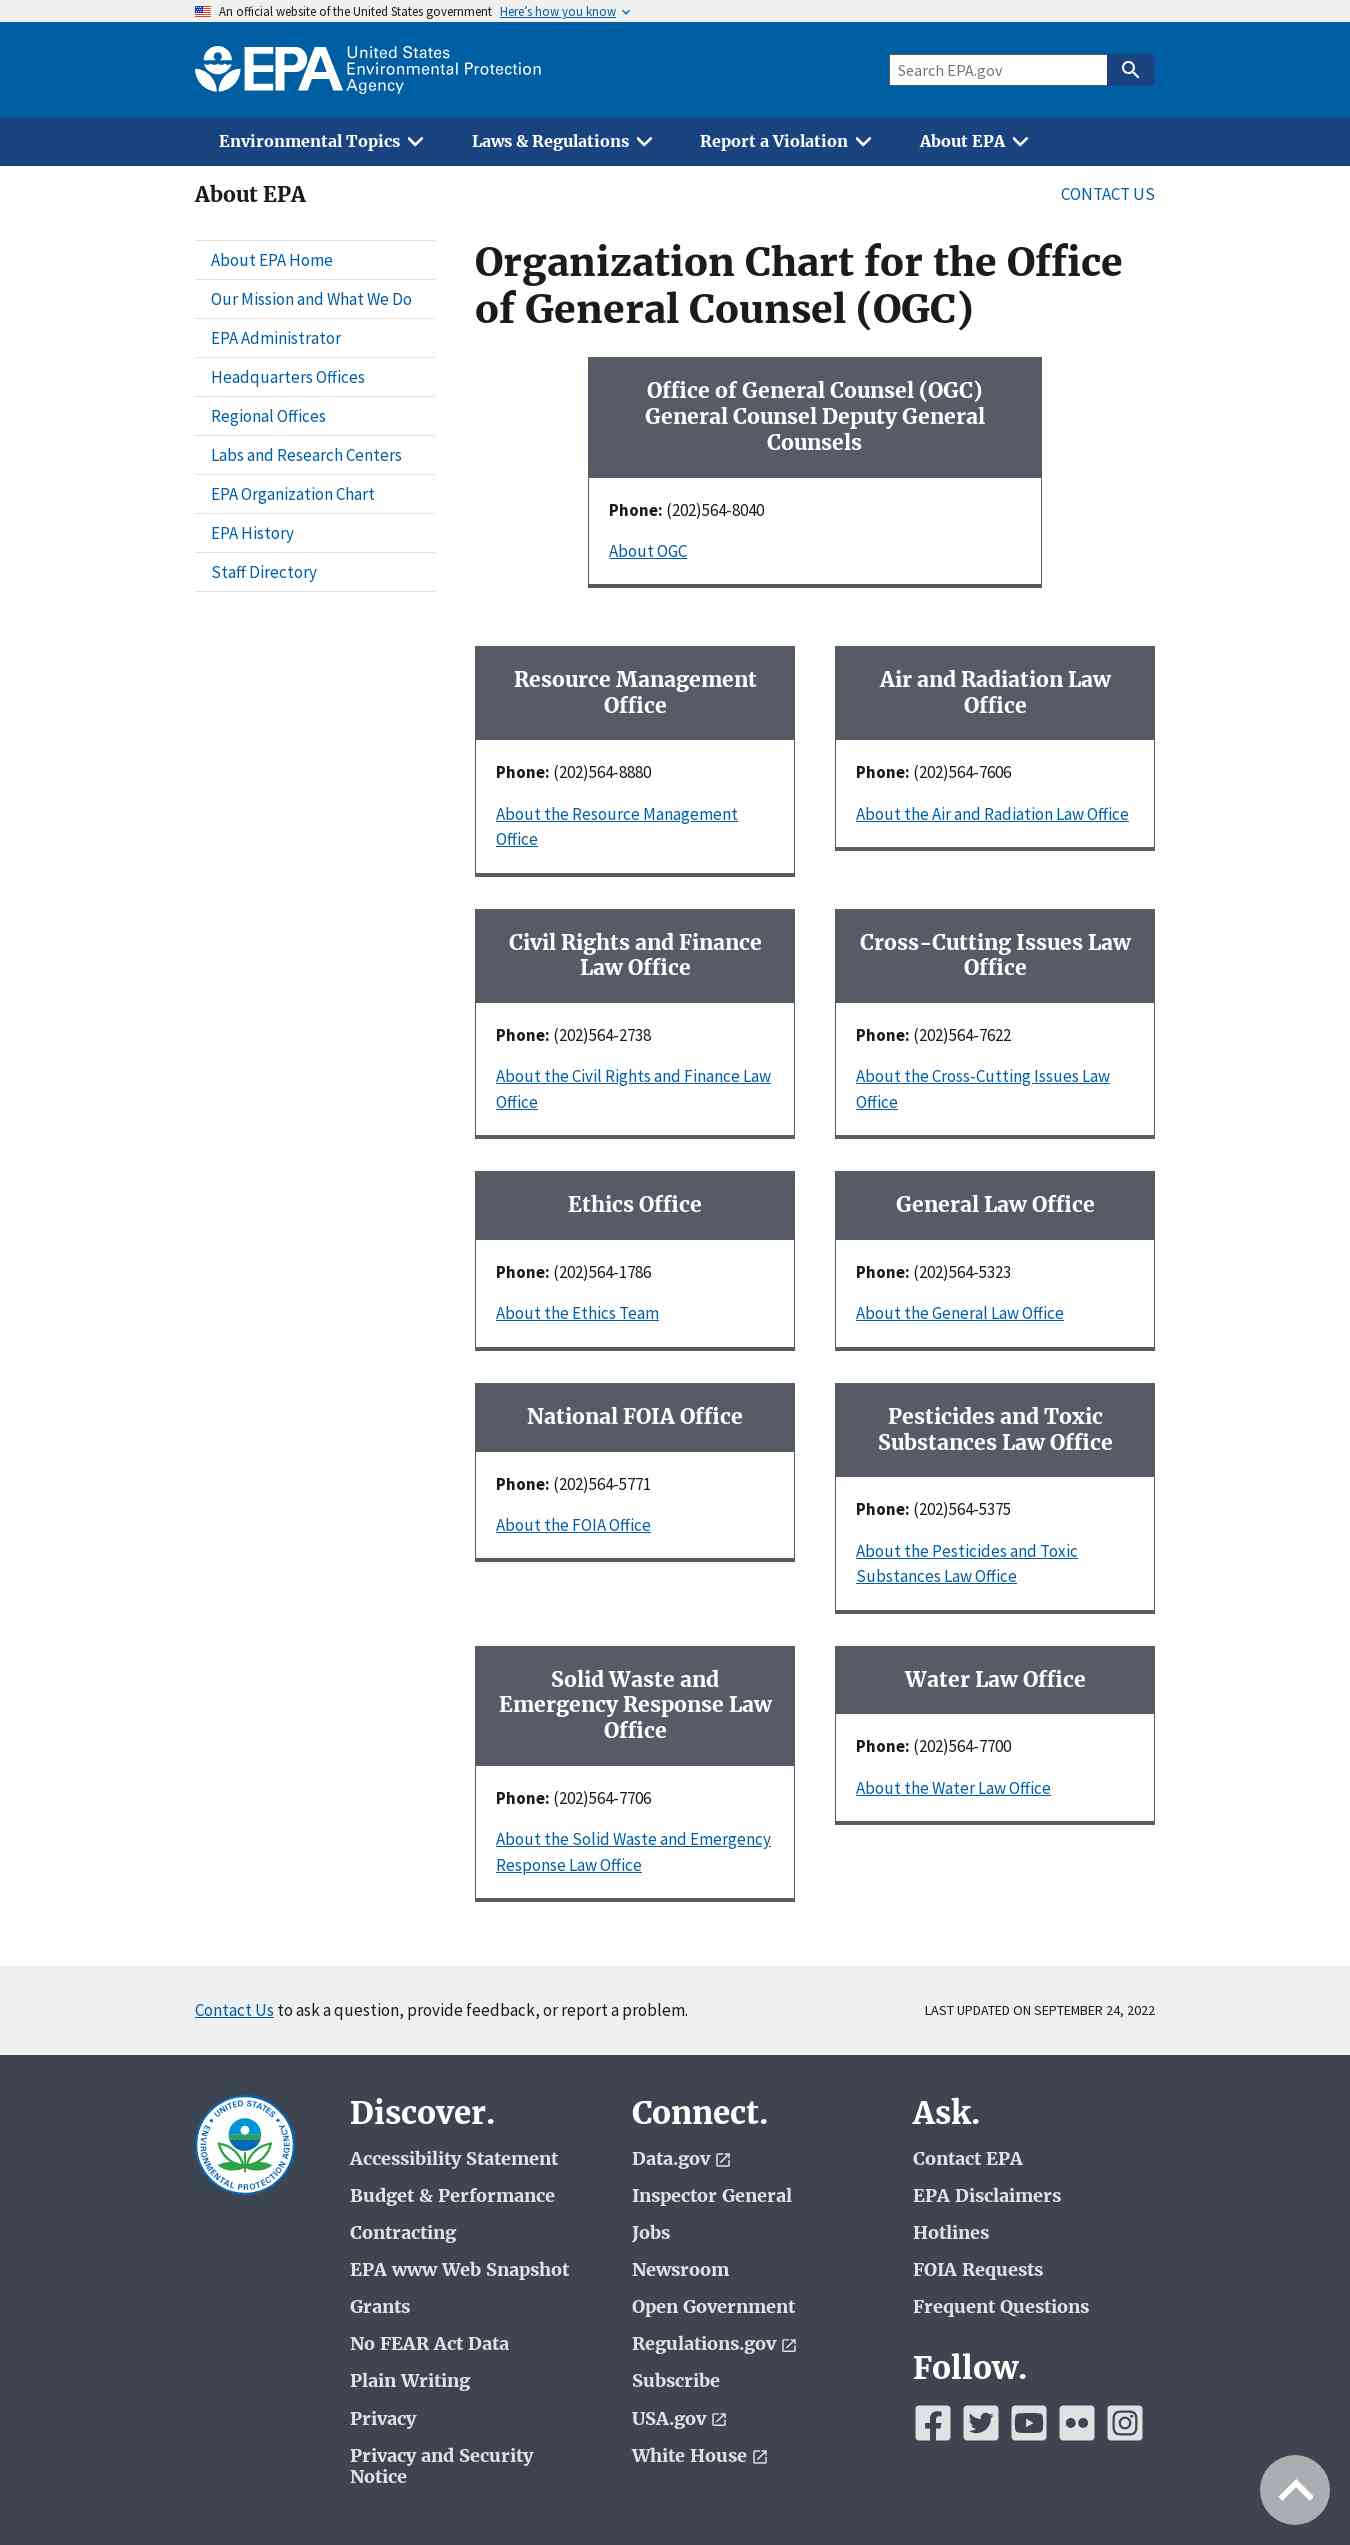 An official website of the United States government Here's how you know
EPA United States
Environmental Protection
Agency
Search EPA.gov
Environmental Topics
Laws & Regulations
Report a Violation
About EPA
About EPA
CONTACT US
About EPA Home
Our Mission and What We Do
EPA Administrator
Headquarters Offices
Regional Offices
Labs and Research Centers
EPA Organization Chart
EPA History
Staff Directory
Organization Chart for the Office
of General Counsel (OGC)
Office of General Counsel (OGC)
General Counsel Deputy General
Counsels
Phone: (202)564-8040
About OGC
Resource Management
Office
Phone: (202)564-8880
About the Resource Management
Office
Air and Radiation Law
Office
Phone: (202)564-7606
About the Air and Radiation Law Office
Civil Rights and Finance
Law Office
Phone: (202)564-2738
About the Civil Rights and Finance Law
Office
Cross-Cutting Issues Law
Office
Phone: (202)564-7622
About the Cross-Cutting Issues Law
Office
Ethics Office
Phone: (202)564-1786
About the Ethics Team
General Law Office
Phone: (202)564-5323
About the General Law Office
National FOIA Office
Phone: (202)564-5771
About the FOIA Office
Pesticides and Toxic
Substances Law Office
Phone: (202)564-5375
About the Pesticides and Toxic
Substances Law Office
Solid Waste and
Emergency Response Law
Office
Phone: (202)564-7706
About the Solid Waste and Emergency
Response Law Office
Water Law Office
Phone: (202)564-7700
About the Water Law Office
Contact Us to ask a question, provide feedback, or report a problem.
LAST UPDATED ON SEPTEMBER 24, 2022
UNITED STATES
ENVIRONMENTAL PROTECTION AGENCY
Discover.
Accessibility Statement
Budget & Performance
Contracting
EPA www Web Snapshot
Grants
No FEAR Act Data
Plain Writing
Privacy
Privacy and Security
Notice
Connect.
Data.gov
Inspector General
Jobs
Newsroom
Open Government
Regulations.gov
Subscribe
USA.gov
White House
Ask.
Contact EPA
EPA Disclaimers
Hotlines
FOIA Requests
Frequent Questions
Follow.